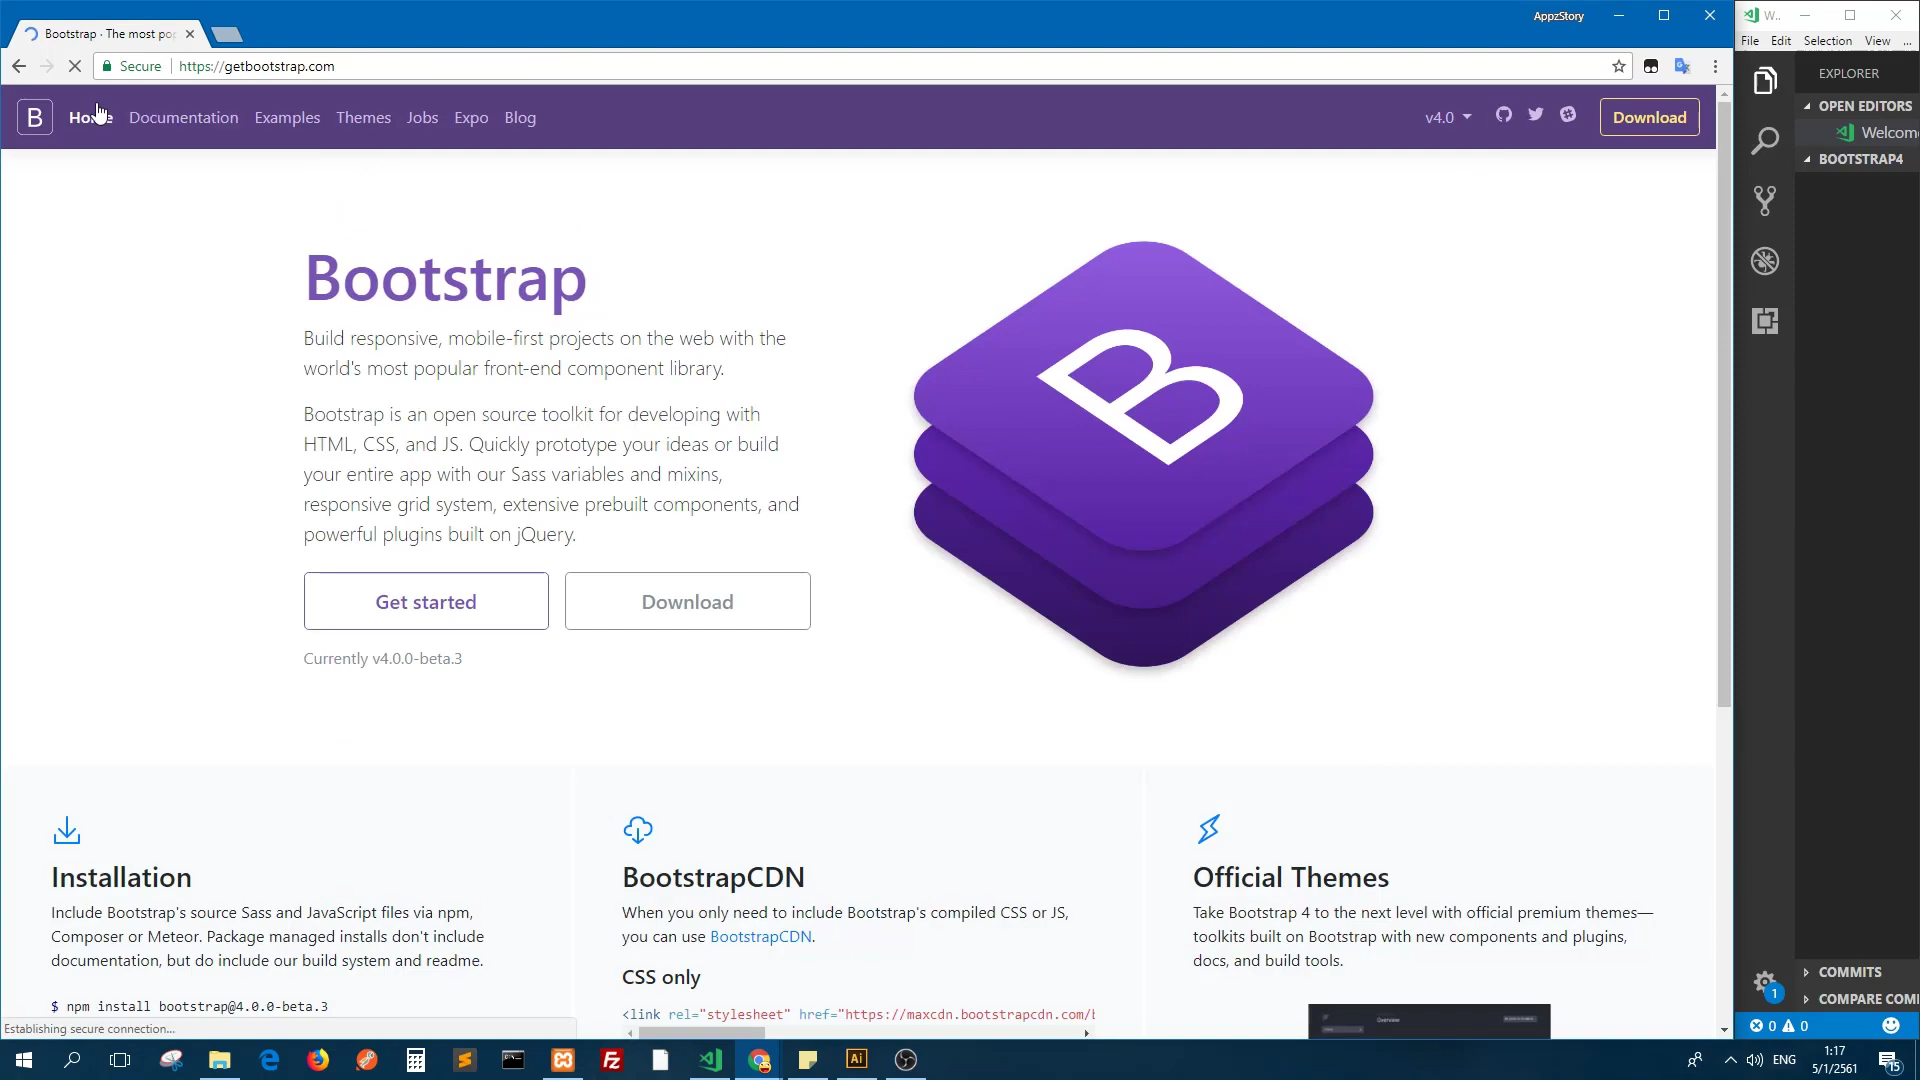 AppzStory
Bootstrap · The most pop
W..
File Edit Selection View ...
Secure https://getbootstrap.com
EXPLORER
OPEN EDITORS
Welcom
BOOTSTRAP4
B Home Documentation Examples Themes Jobs Expo Blog v4.0 Download
Bootstrap
Build responsive, mobile-first projects on the web with the
world's most popular front-end component library.
Bootstrap is an open source toolkit for developing with
HTML, CSS, and JS. Quickly prototype your ideas or build
your entire app with our Sass variables and mixins,
responsive grid system, extensive prebuilt components, and
powerful plugins built on jQuery.
Get started Download
Currently v4.0.0-beta.3
B
Installation
Include Bootstrap's source Sass and JavaScript files via npm,
Composer or Meteor. Package managed installs don't include
documentation, but do include our build system and readme.
$ npm install bootstrap@4.0.0-beta.3
BootstrapCDN
When you only need to include Bootstrap's compiled CSS or JS,
you can use BootstrapCDN.
CSS only
<link rel="stylesheet" href="https://maxcdn.bootstrapcdn.com/b
Official Themes
Take Bootstrap 4 to the next level with official premium themes—
toolkits built on Bootstrap with new components and plugins,
docs, and build tools.
Overview
COMMITS
COMPARE COM
1
0 0
Establishing secure connection...
Ai
Fz
ENG
1:17
5/1/2561
15